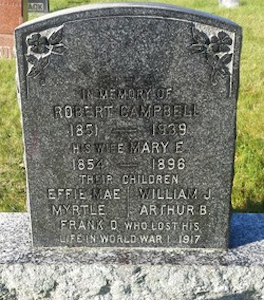 IN MEMORY OF
ROBERT CAMPBELL
1851 — 1939
HIS WIFE MARY E.
1854 — 1896
THEIR CHILDREN
EFFIE MAE WILLIAM J.
MYRTLE ARTHUR B.
FRANK D. WHO LOST HIS
LIFE IN WORLD WAR I 1917